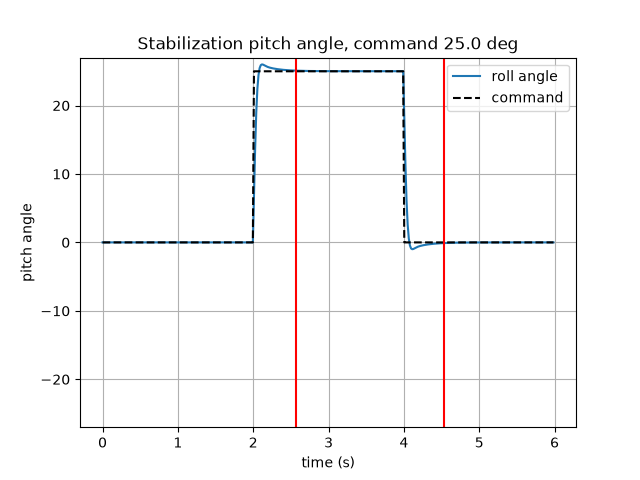 Stabilization pitch angle, command 25.0 deg
roll angle
command
pitch angle
20
10
0
−10
−20
0 1 2 3 4 5 6
time (s)